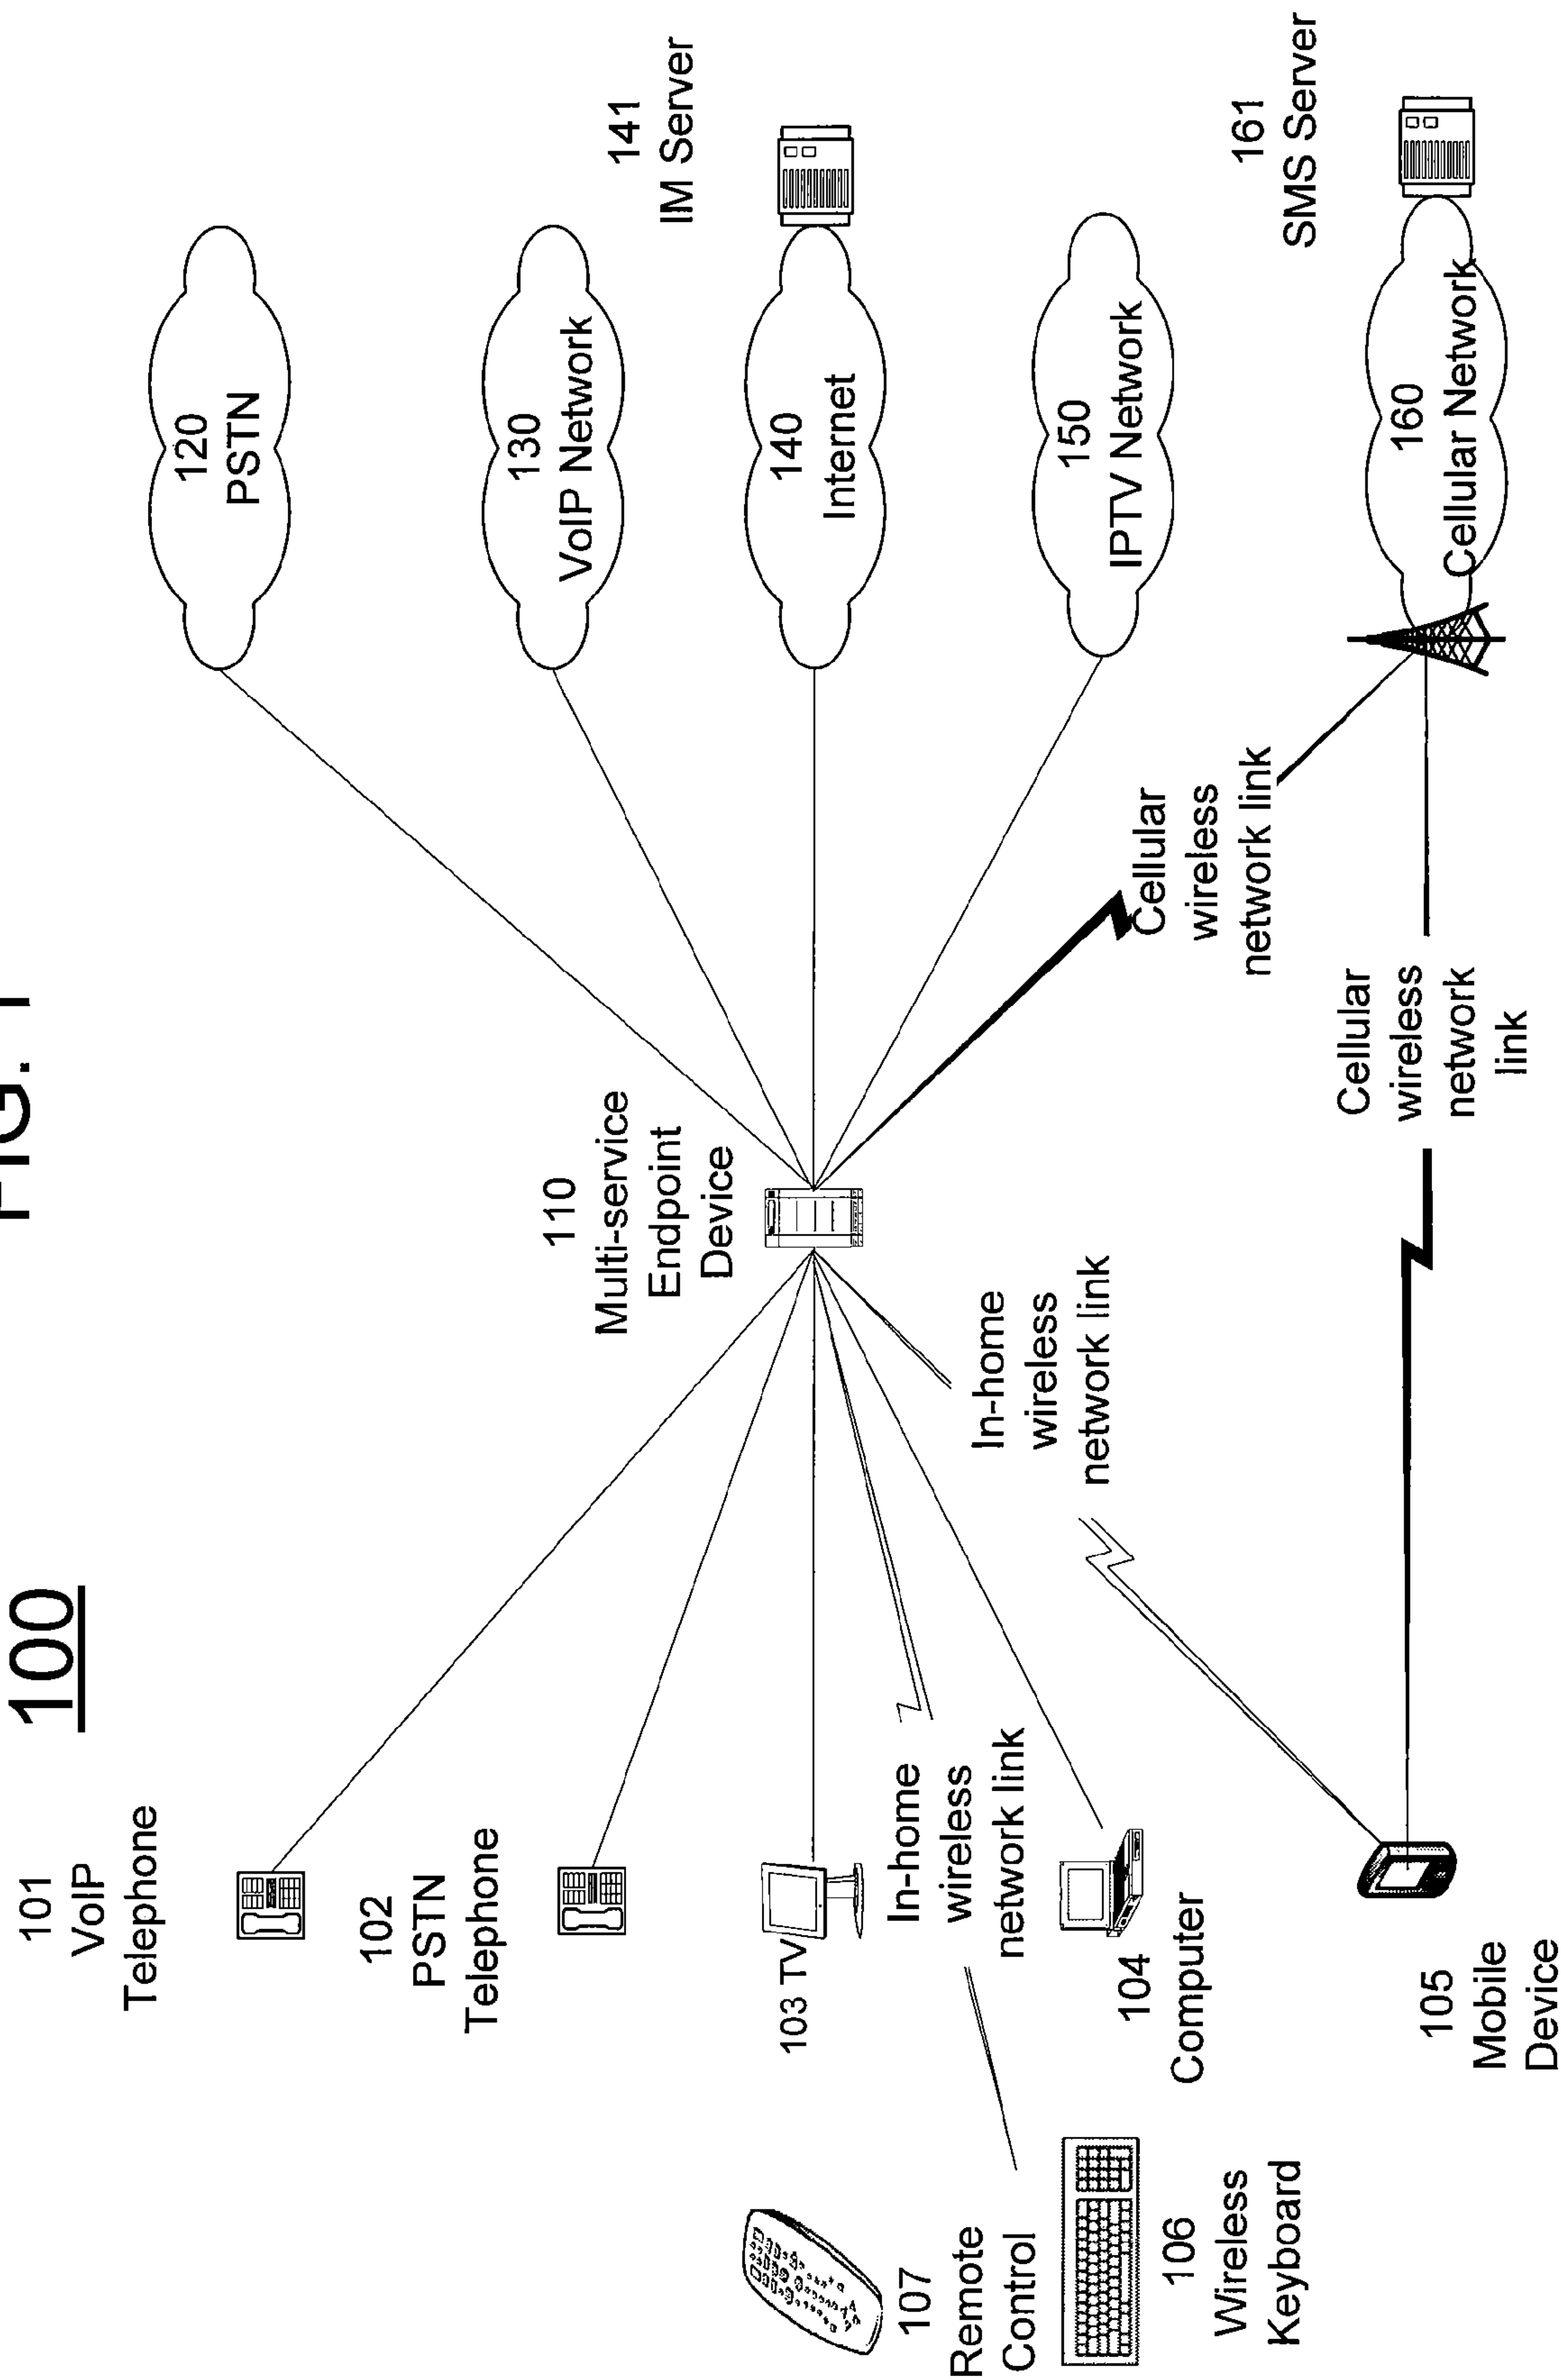 FIG. 1
100
101
VoIP
Telephone
102
PSTN
Telephone
103 TV
In-home
wireless
network link
104
Computer
105
Mobile
Device
107
Remote
Control
106
Wireless
Keyboard
110
Multi-service
Endpoint
Device
In-home
wireless
network link
Cellular
wireless
network link
Cellular
wireless
network
link
120
PSTN
130
VoIP Network
140
Internet
150
IPTV Network
160
Cellular Network
141
IM Server
161
SMS Server